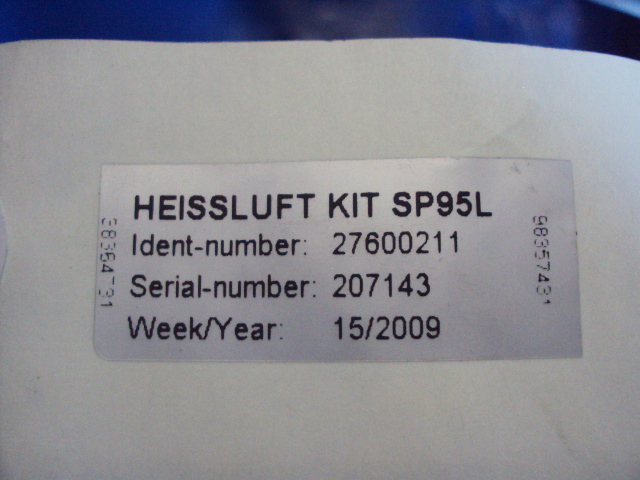 HEISSLUFT KIT SP95L
Ident-number: 27600211
Serial-number: 207143
Week/Year: 15/2009